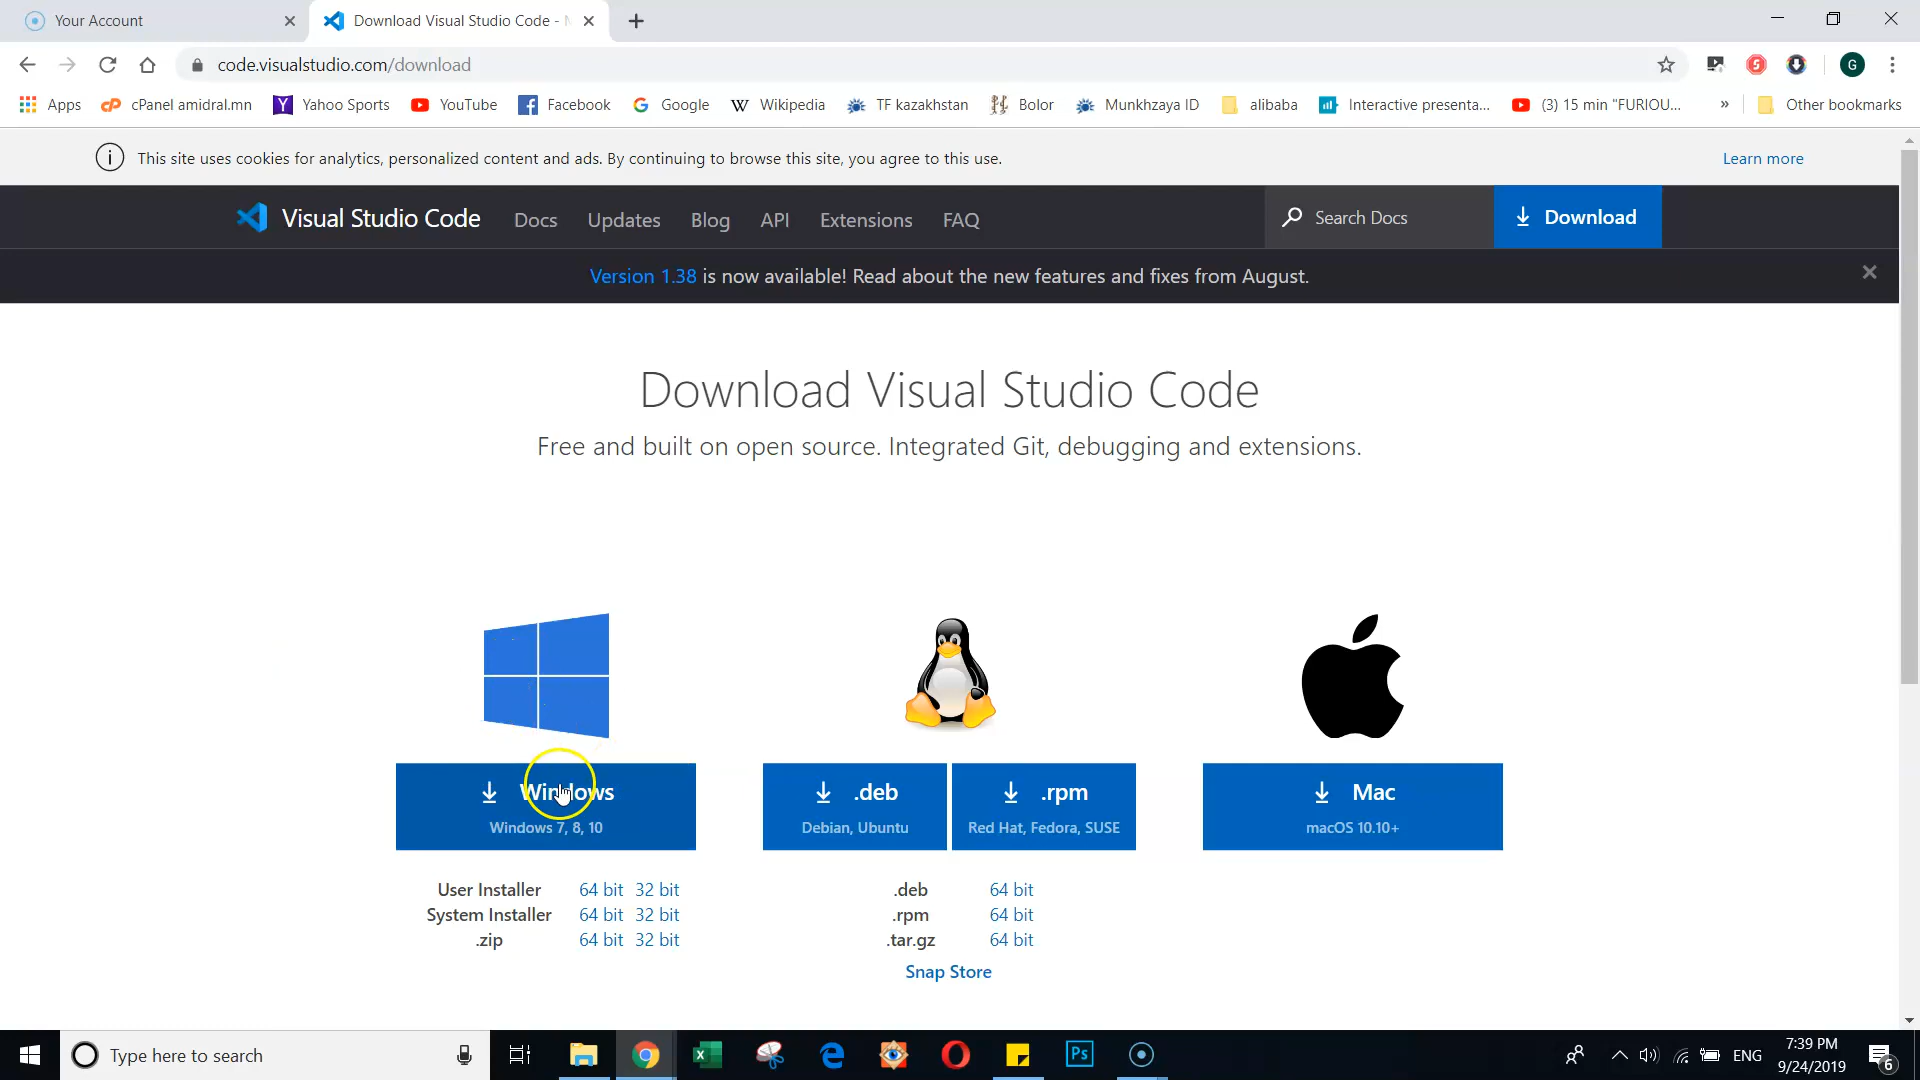 Your Account
Download Visual Studio Code -
code.visualstudio.com/download
Apps
cPanel amidral.mn
Yahoo Sports
YouTube
Facebook
Google
Wikipedia
TF kazakhstan
Bolor
Munkhzaya ID
alibaba
Interactive presenta...
(3) 15 min "FURIOU...
»
Other bookmarks
This site uses cookies for analytics, personalized content and ads. By continuing to browse this site, you agree to this use.
Learn more
Visual Studio Code
Docs
Updates
Blog
API
Extensions
FAQ
Search Docs
Download
Version 1.38 is now available! Read about the new features and fixes from August.
Download Visual Studio Code
Free and built on open source. Integrated Git, debugging and extensions.
Windows
Windows 7, 8, 10
.deb
Debian, Ubuntu
.rpm
Red Hat, Fedora, SUSE
Mac
macOS 10.10+
User Installer 64 bit 32 bit
System Installer 64 bit 32 bit
.zip 64 bit 32 bit
.deb 64 bit
.rpm 64 bit
.tar.gz 64 bit
Snap Store
Type here to search
Ps
ENG
7:39 PM
9/24/2019
6
G